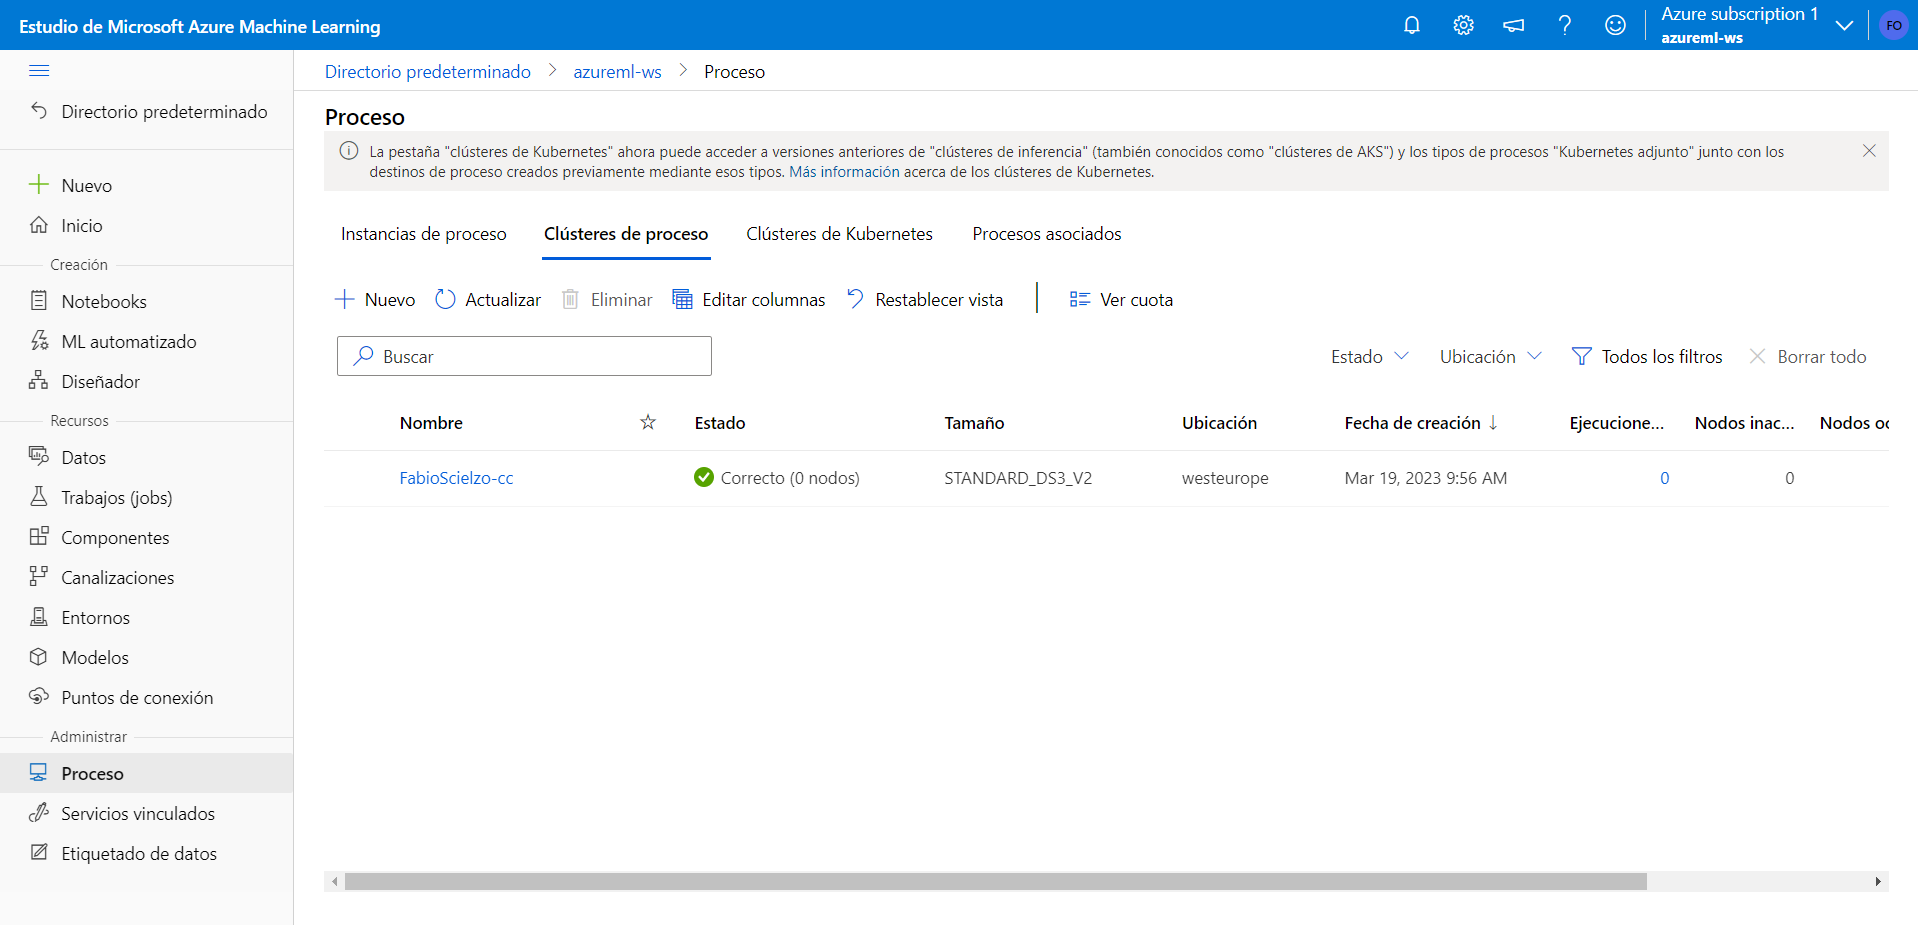 Estudio de Microsoft Azure Machine Learning
Azure subscription 1
azureml-ws
FO
Directorio predeterminado
Nuevo
Inicio
Creación
Notebooks
ML automatizado
Diseñador
Recursos
Datos
Trabajos (jobs)
Componentes
Canalizaciones
Entornos
Modelos
Puntos de conexión
Administrar
Proceso
Servicios vinculados
Etiquetado de datos
Directorio predeterminado > azureml-ws > Proceso
Proceso
La pestaña "clústeres de Kubernetes" ahora puede acceder a versiones anteriores de "clústeres de inferencia" (también conocidos como "clústeres de AKS") y los tipos de procesos "Kubernetes adjunto" junto con los
destinos de proceso creados previamente mediante esos tipos. Más información acerca de los clústeres de Kubernetes.
Instancias de proceso Clústeres de proceso Clústeres de Kubernetes Procesos asociados
Nuevo Actualizar Eliminar Editar columnas Restablecer vista Ver cuota
Buscar
Estado Ubicación Todos los filtros Borrar todo
Nombre Estado Tamaño Ubicación Fecha de creación ↓ Ejecucione... Nodos inac... Nodos oc
FabioScielzo-cc Correcto (0 nodos) STANDARD_DS3_V2 westeurope Mar 19, 2023 9:56 AM 0 0